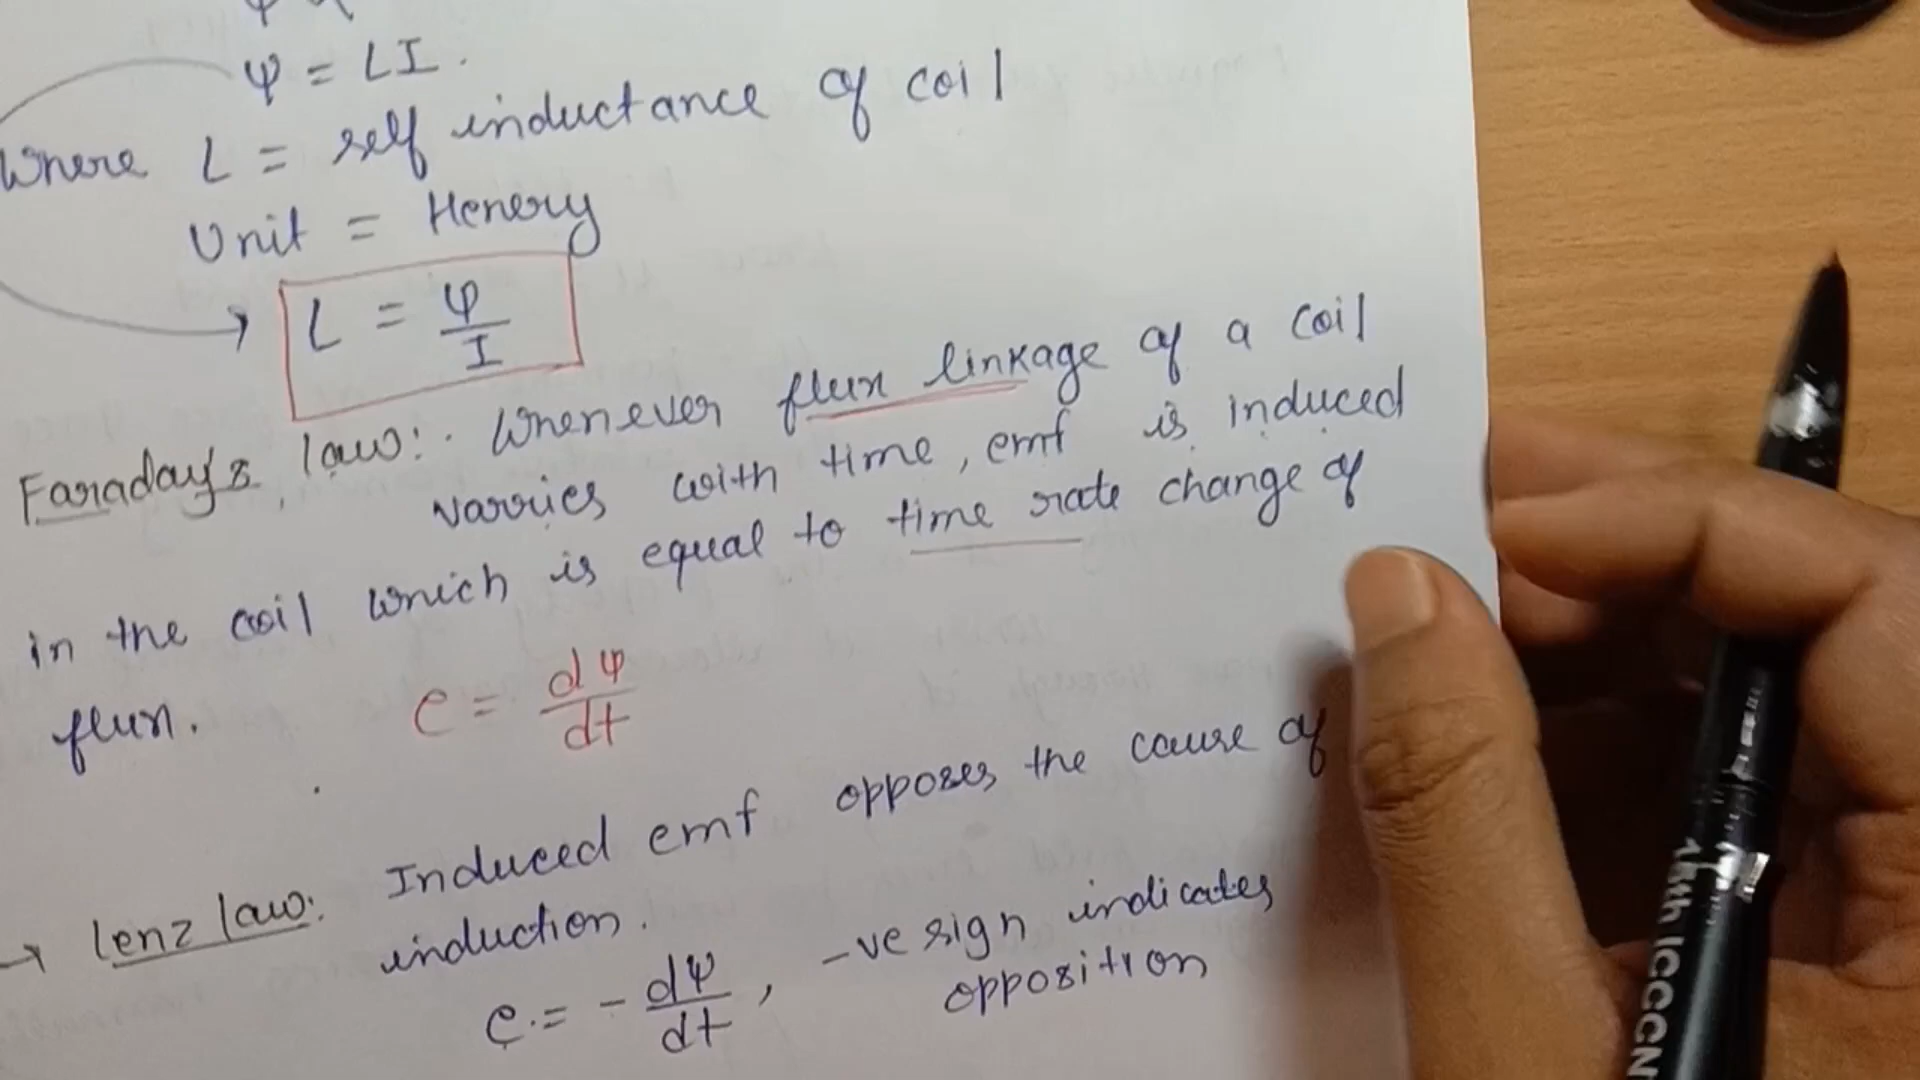 ψ = LI.
Where L = self inductance of coil
Unit = Henery
L = ψ/I
Faraday's law:. Whenever flux linkage of a coil
varries with time, emf is induced
in the coil which is equal to time rate change of
flux.
e = dψ/dt
→ lenz law: Induced emf opposes the cause of
induction.
e = - dψ/dt, -ve sign indicates
opposition